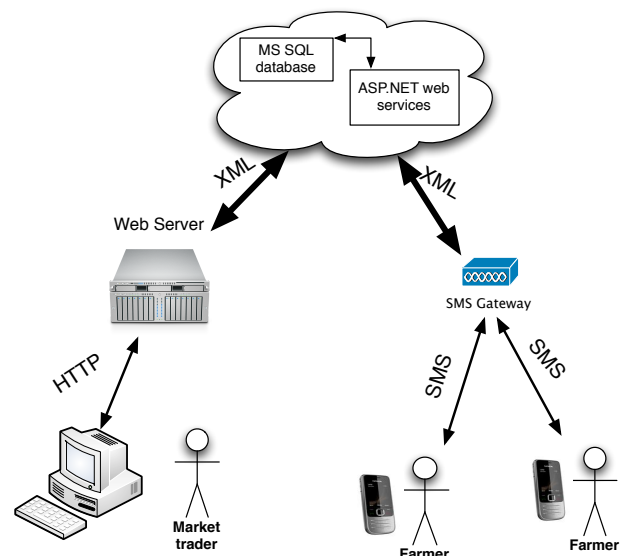 MS SQL
database
ASP.NET web
services
XML
XML
Web Server
SMS Gateway
HTTP
SMS
SMS
Market
trader
Farmer
Farmer